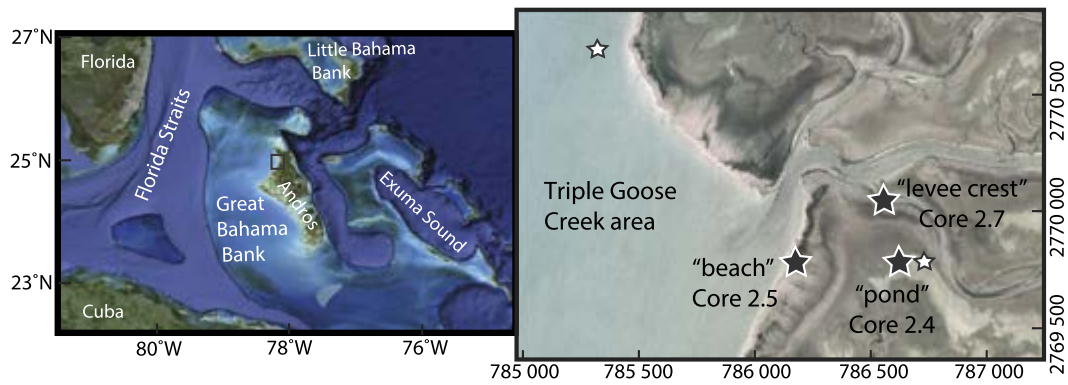 27°N
25°N
23°N
80°W
78°W
76°W
Florida
Little Bahama
Bank
Florida Straits
Great
Bahama
Bank
Andros
Exuma Sound
Cuba
Triple Goose
Creek area
“levee crest”
Core 2.7
“beach”
Core 2.5
“pond”
Core 2.4
785 000
785 500
786 000
786 500
787 000
2770 500
2770 000
2769 500